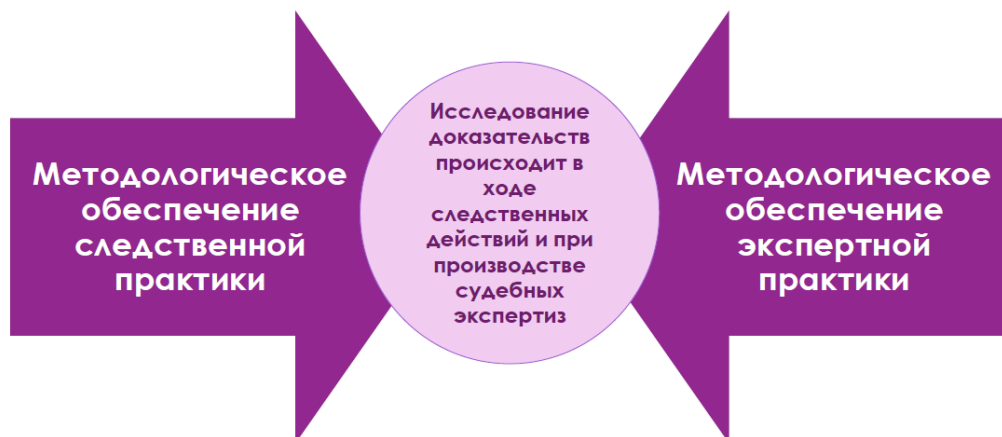 Методологическое
обеспечение
следственной
практики
Исследование
доказательств
происходит в
ходе
следственных
действий и при
производстве
судебных
экспертиз
Методологическое
обеспечение
экспертной
практики